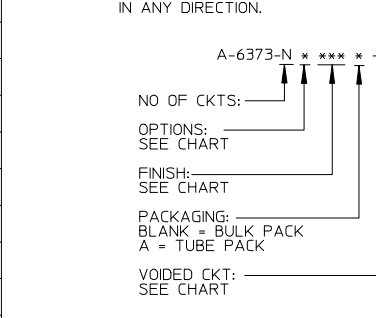 IN ANY DIRECTION.
A-6373-N * *** * -
NO OF CKTS:
OPTIONS:
SEE CHART
FINISH:
SEE CHART
PACKAGING:
BLANK = BULK PACK
A = TUBE PACK
VOIDED CKT:
SEE CHART